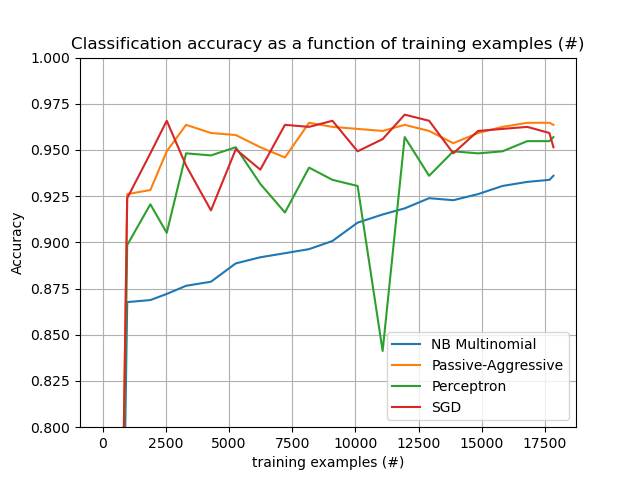 Classification accuracy as a function of training examples (#)
1.000
0.975
0.950
0.925
0.900
0.875
0.850
0.825
0.800
Accuracy
NB Multinomial
Passive-Aggressive
Perceptron
SGD
0 2500 5000 7500 10000 12500 15000 17500
training examples (#)